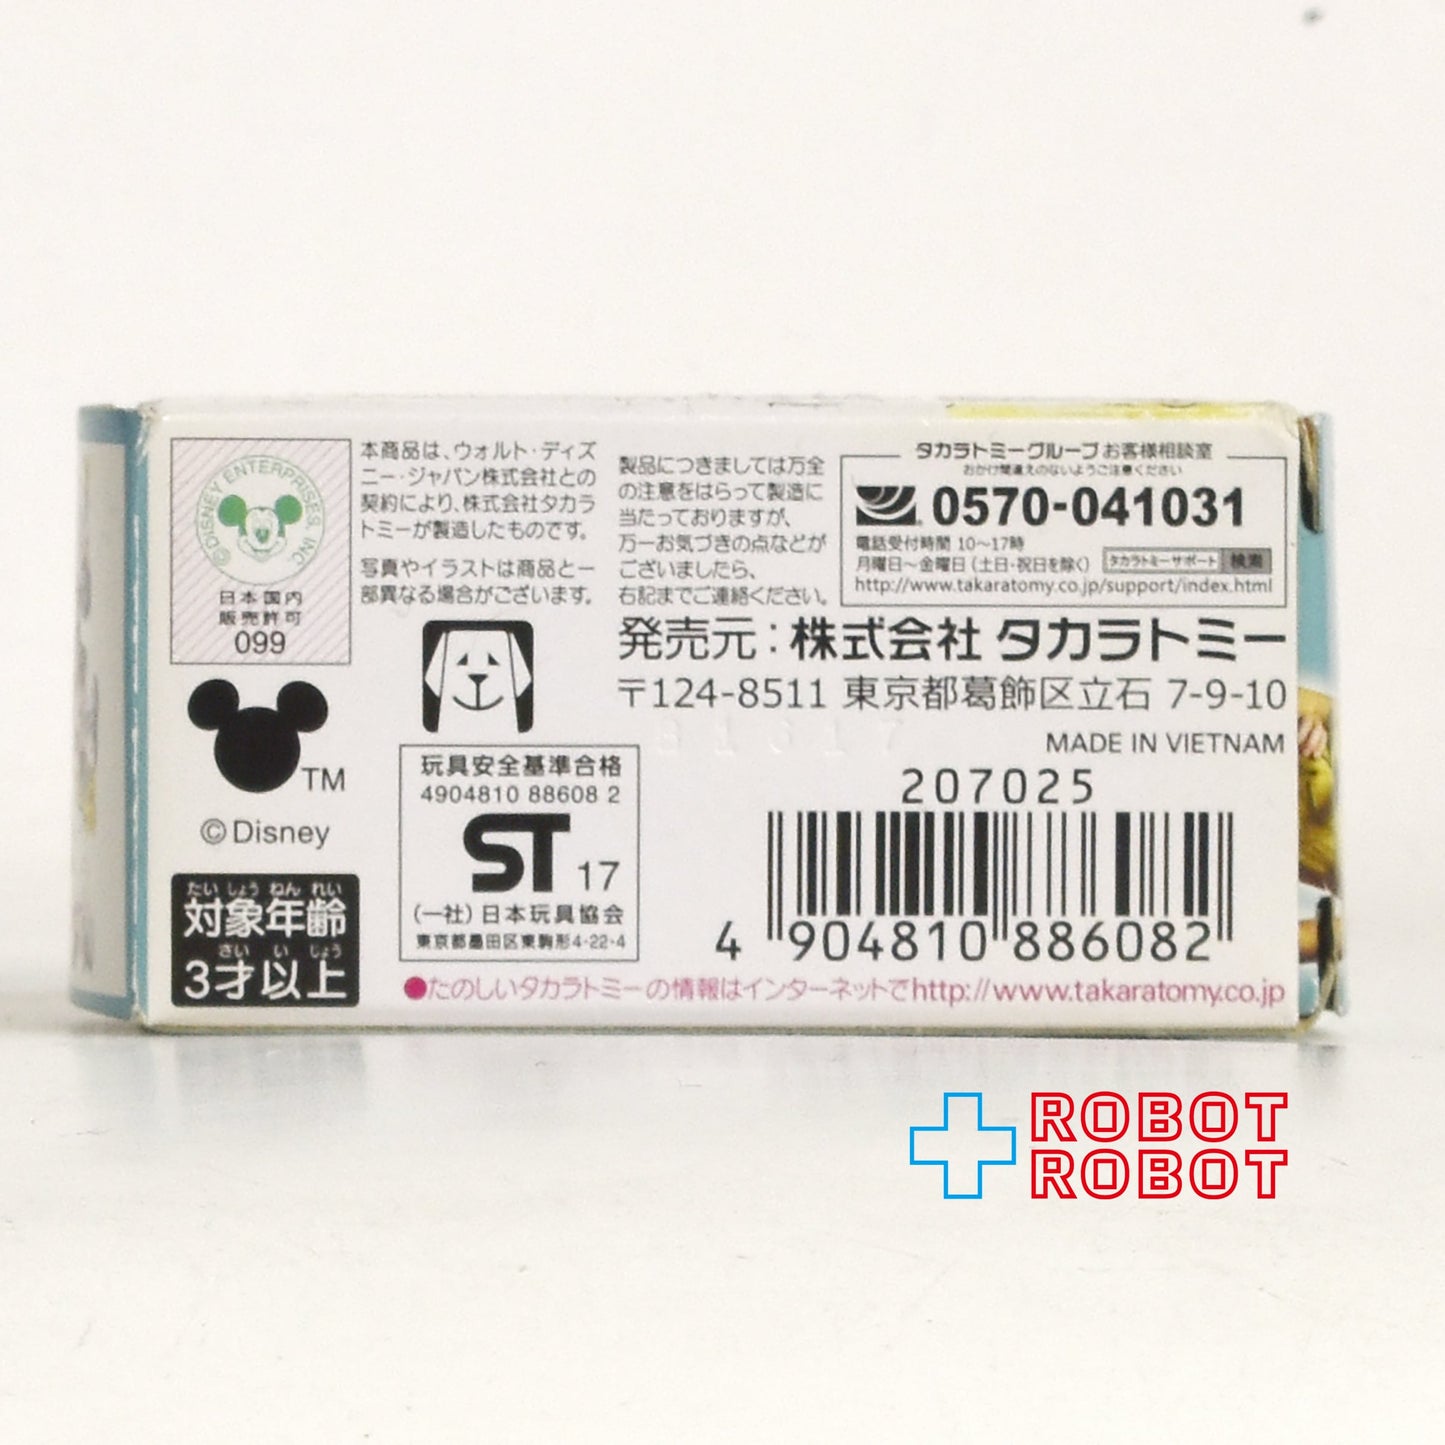 © DISNEY ENTERPRISES, INC.
日本国内
販売許可
099
本商品は、ウォルト・ディズ
ニー・ジャパン株式会社との
契約により、株式会社タカラ
トミーが製造したものです。
写真やイラストは商品と一
部異なる場合がございます。
製品につきましては万全
の注意をはらって製造に
当たっておりますが、
万一お気づきの点などが
ございましたら、
右記までご連絡ください。
タカラトミーグループお客様相談室
おかけ間違えのないようご注意ください
0570-041031
電話受付時間 10〜17時
月曜日〜金曜日(土日・祝日を除く) タカラトミーサポート 検索
http://www.takaratomy.co.jp/support/index.html
発売元:株式会社 タカラトミー
〒124-8511 東京都葛飾区立石 7-9-10
MADE IN VIETNAM
TM
©Disney
たいしょうねんれい
対象年齢
さいいじょう
3才以上
玩具安全基準合格
4904810 88608 2
ST 17
(一社)日本玩具協会
東京都墨田区東駒形4-22-4
207025
4 904810 886082
●たのしいタカラトミーの情報はインターネットでhttp://www.takaratomy.co.jp
ROBOT
ROBOT